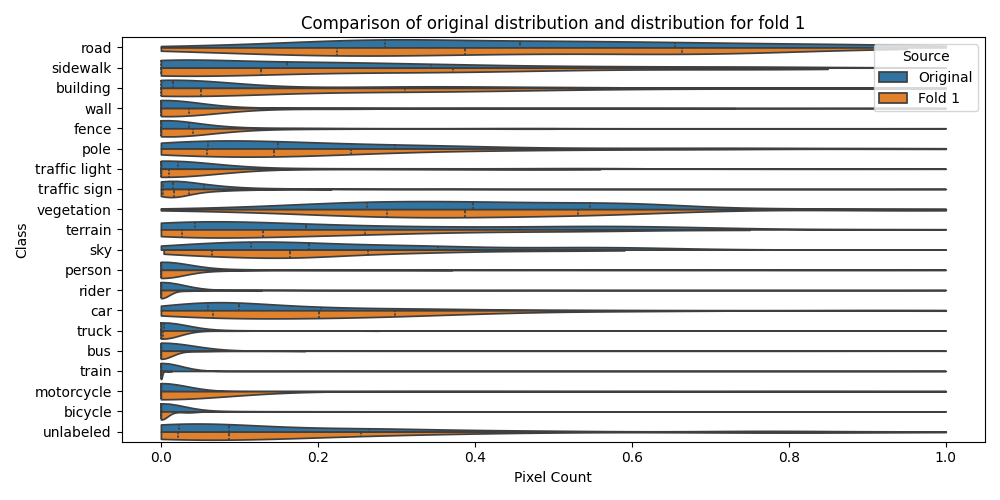 Comparison of original distribution and distribution for fold 1
Class
road
sidewalk
building
wall
fence
pole
traffic light
traffic sign
vegetation
terrain
sky
person
rider
car
truck
bus
train
motorcycle
bicycle
unlabeled
Source
Original
Fold 1
0.0 0.2 0.4 0.6 0.8 1.0
Pixel Count